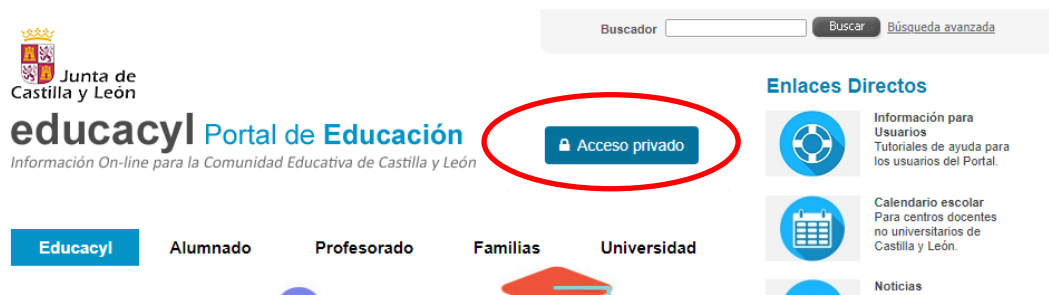 Buscador
Buscar
Búsqueda avanzada
Junta de
Castilla y León
educacyl Portal de Educación
Información On-line para la Comunidad Educativa de Castilla y León
Acceso privado
Educacyl
Alumnado
Profesorado
Familias
Universidad
Enlaces Directos
Información para
Usuarios
Tutoriales de ayuda para
los usuarios del Portal.
Calendario escolar
Para centros docentes
no universitarios de
Castilla y León.
Noticias